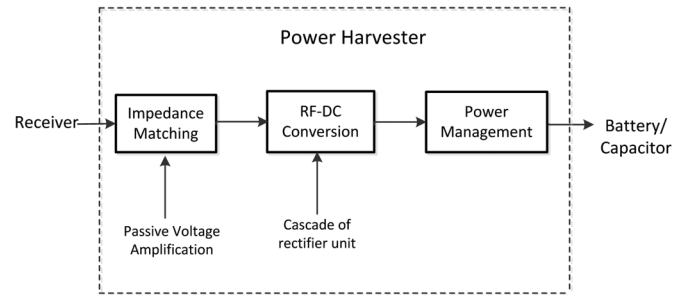 Power Harvester
Receiver
Impedance
Matching
RF-DC
Conversion
Power
Management
Battery/
Capacitor
Passive Voltage
Amplification
Cascade of
rectifier unit